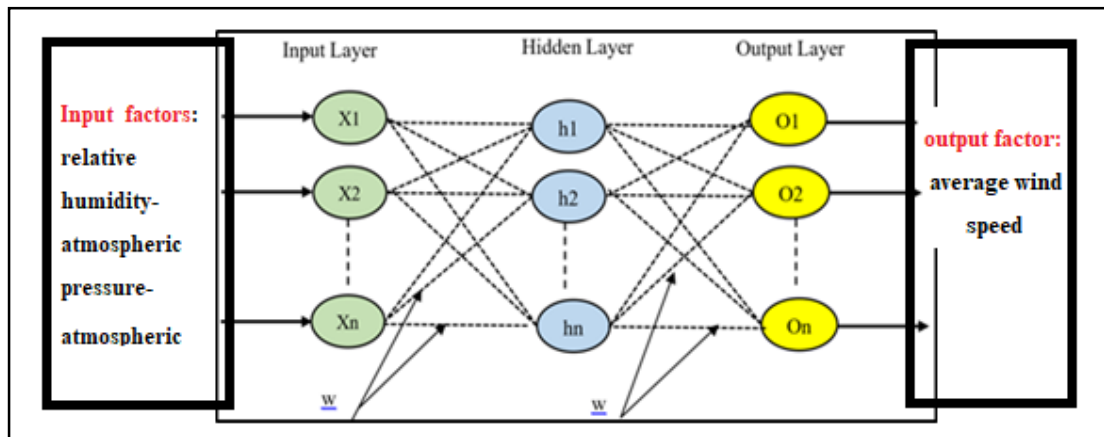 Input Layer
Hidden Layer
Output Layer
Input factors:
relative
humidity-
atmospheric
pressure-
atmospheric
X1
X2
Xn
h1
h2
hn
O1
O2
On
w
w
output factor:
average wind
speed